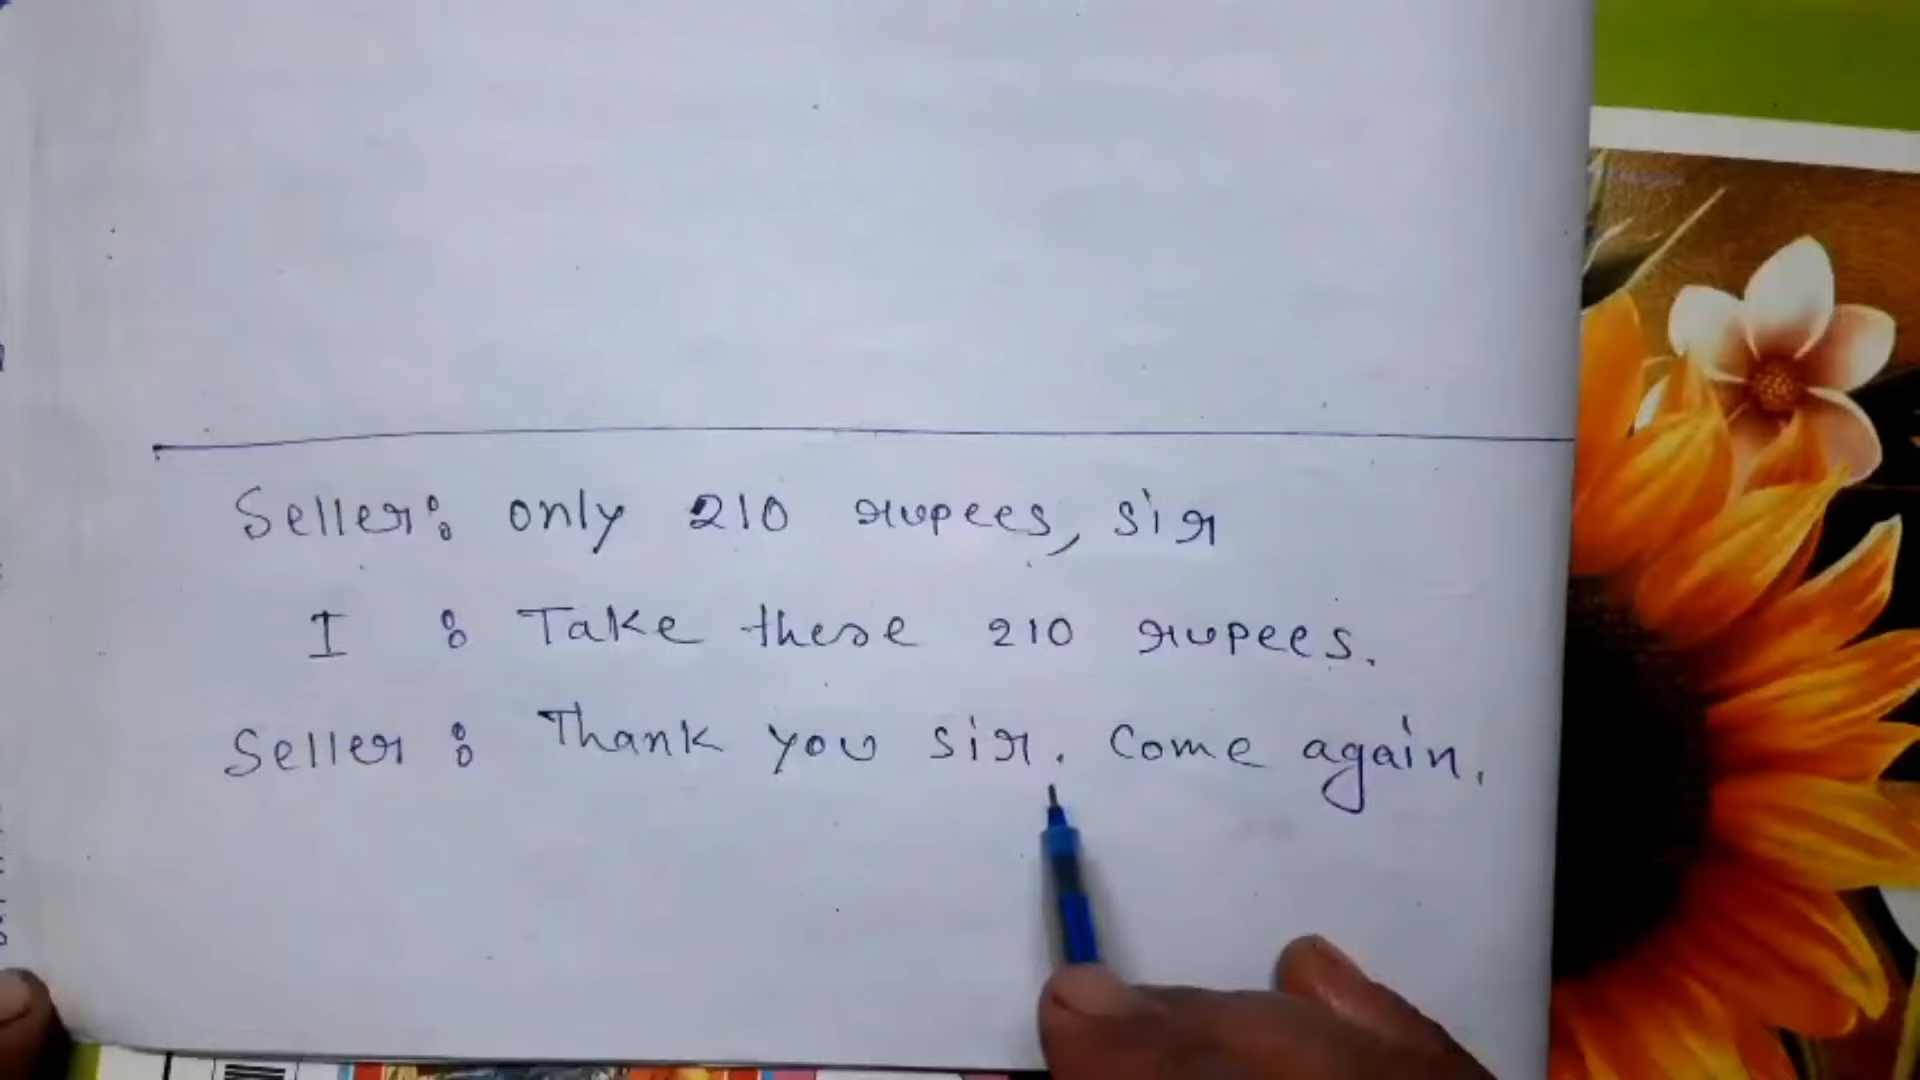 Seller: only 210 rupees, sir
I : Take these 210 rupees.
Seller : Thank you sir. Come again.